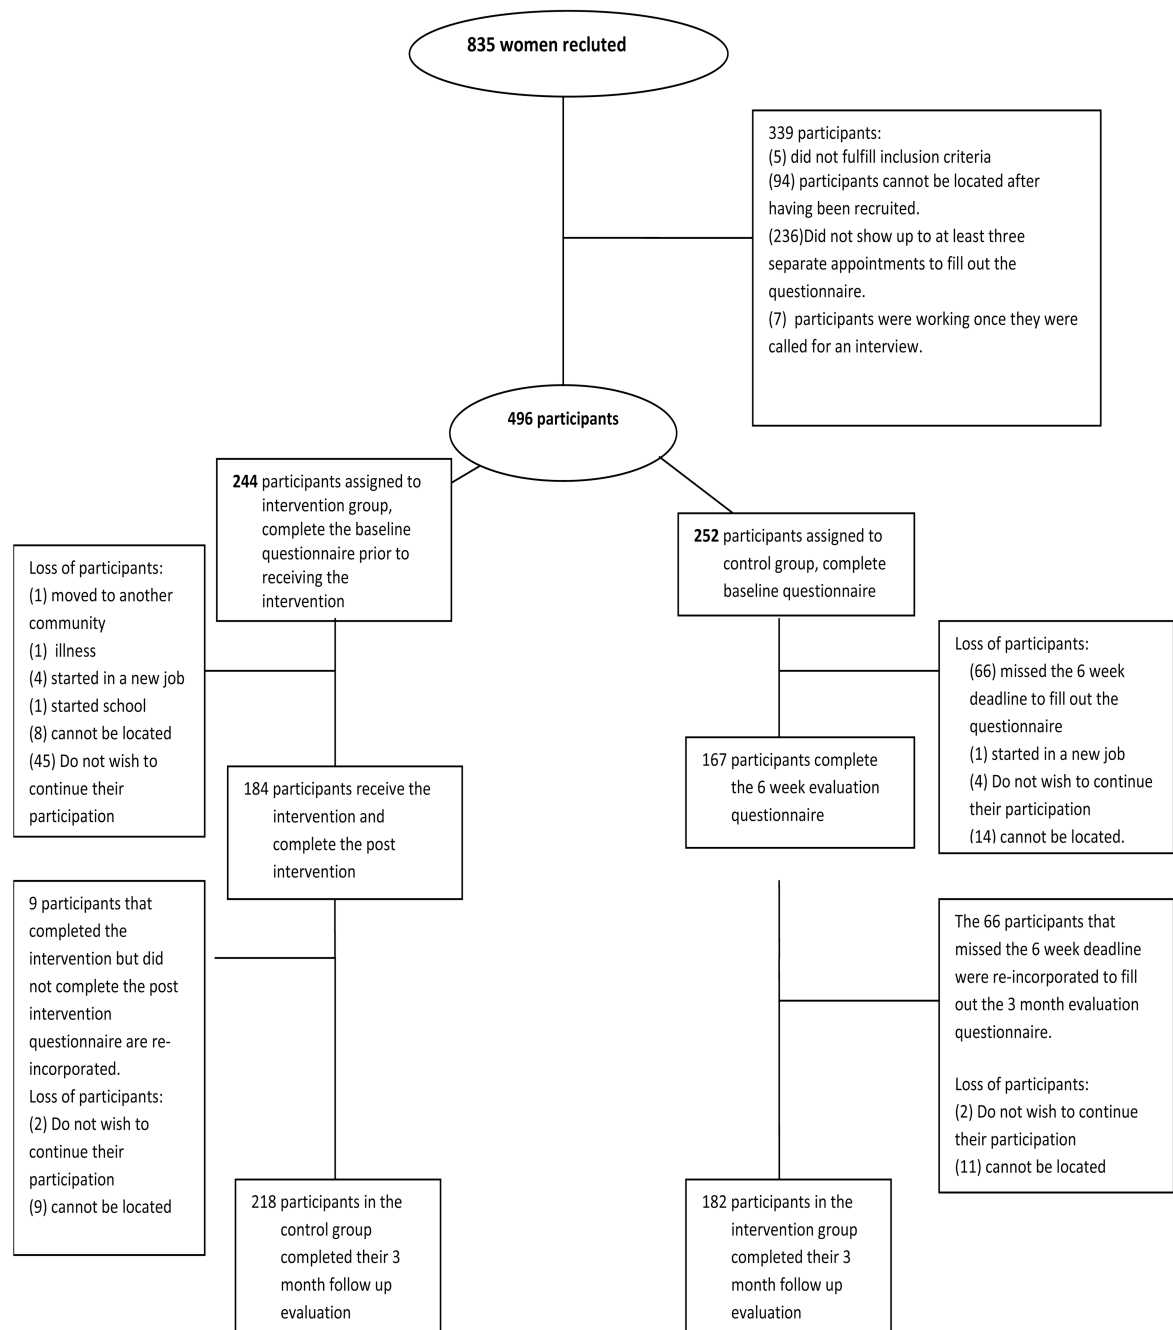 835 women recluted
339 participants:
(5) did not fulfill inclusion criteria
(94) participants cannot be located after
having been recruited.
(236)Did not show up to at least three
separate appointments to fill out the
questionnaire.
(7)  participants were working once they were
called for an interview.
496 participants
244 participants assigned to
intervention group,
complete the baseline
questionnaire prior to
receiving the
intervention
252 participants assigned to
control group, complete
baseline questionnaire
Loss of participants:
(1) moved to another
community
(1)  illness
(4) started in a new job
(1) started school
(8) cannot be located
(45) Do not wish to
continue their
participation
Loss of participants:
(66) missed the 6 week
deadline to fill out the
questionnaire
(1) started in a new job
(4) Do not wish to continue
their participation
(14) cannot be located.
184 participants receive the
intervention and
complete the post
intervention
167 participants complete
the 6 week evaluation
questionnaire
9 participants that
completed the
intervention but did
not complete the post
intervention
questionnaire are re-
incorporated.
Loss of participants:
(2) Do not wish to
continue their
participation
(9) cannot be located
The 66 participants that
missed the 6 week deadline
were re-incorporated to fill
out the 3 month evaluation
questionnaire.
Loss of participants:
(2) Do not wish to continue
their participation
(11) cannot be located
218 participants in the
control group
completed their 3
month follow up
evaluation
182 participants in the
intervention group
completed their 3
month follow up
evaluation